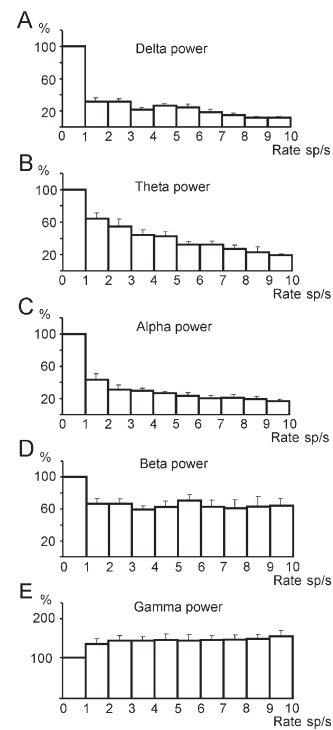 A
%
Delta power
100
60
20
0 1 2 3 4 5 6 7 8 9 10
Rate sp/s
B
%
Theta power
100
60
20
0 1 2 3 4 5 6 7 8 9 10
Rate sp/s
C
%
Alpha power
100
60
20
0 1 2 3 4 5 6 7 8 9 10
Rate sp/s
D
%
Beta power
100
60
20
0 1 2 3 4 5 6 7 8 9 10
Rate sp/s
E
%
Gamma power
200
100
0 1 2 3 4 5 6 7 8 9 10
Rate sp/s